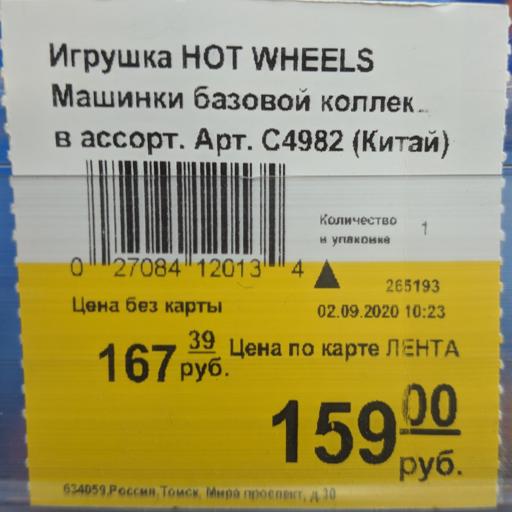 Игрушка HOT WHEELS
Машинки базовой коллек..
в ассорт. Арт. C4982 (Китай)
Количество
в упаковке 1
0 27084 12013 4
265193
Цена без карты
02.09.2020 10:23
167 39 руб.
Цена по карте ЛЕНТА
159 00 руб.
634059,Россия,Томск, Мира проспект, д.30